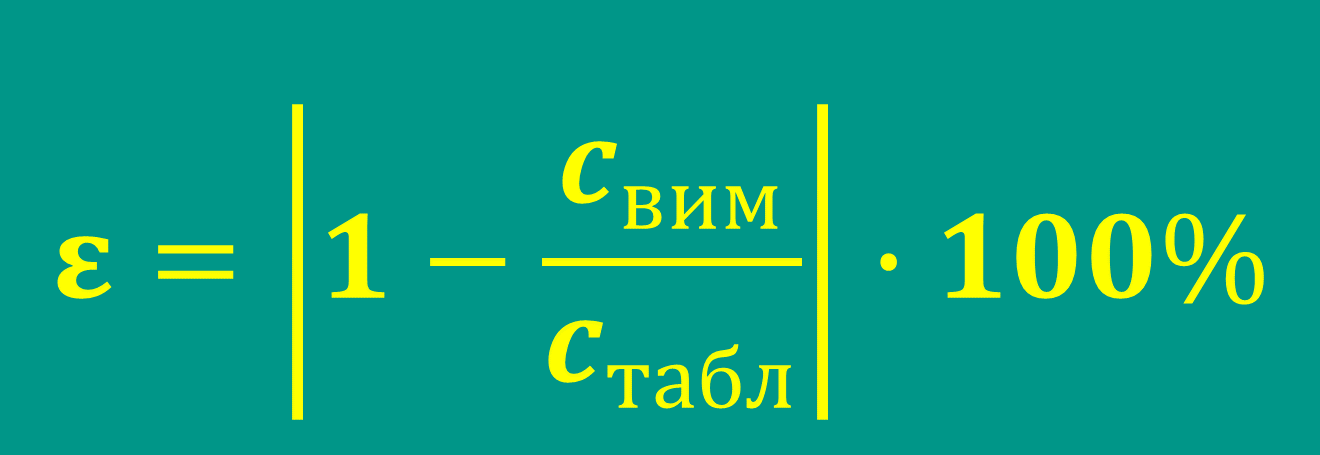 ε = |1 − c_вим / c_табл| · 100%